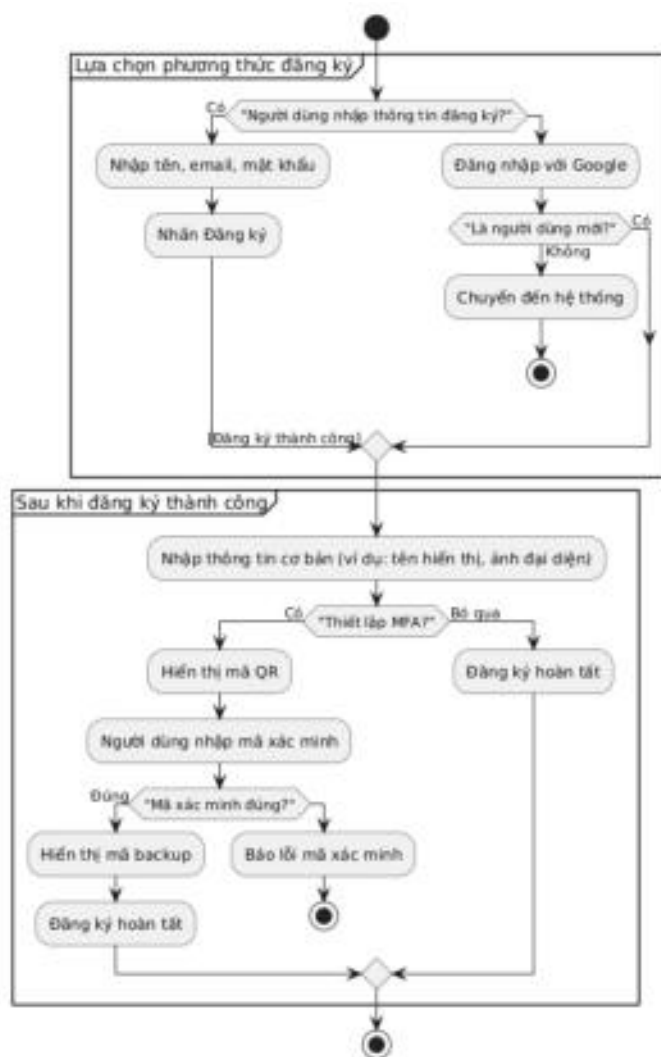 Lựa chọn phương thức đăng ký
"Người dùng nhập thông tin đăng ký?"
Có
Nhập tên, email, mật khẩu
Đăng nhập với Google
Nhấn Đăng ký
"Là người dùng mới?"
Có
Không
Chuyển đến hệ thống
[Đăng ký thành công]
Sau khi đăng ký thành công
Nhập thông tin cơ bản (ví dụ: tên hiển thị, ảnh đại diện)
Có
"Thiết lập MFA?"
Bỏ qua
Hiển thị mã QR
Đăng ký hoàn tất
Người dùng nhập mã xác minh
Đúng
"Mã xác minh đúng?"
Hiển thị mã backup
Báo lỗi mã xác minh
Đăng ký hoàn tất